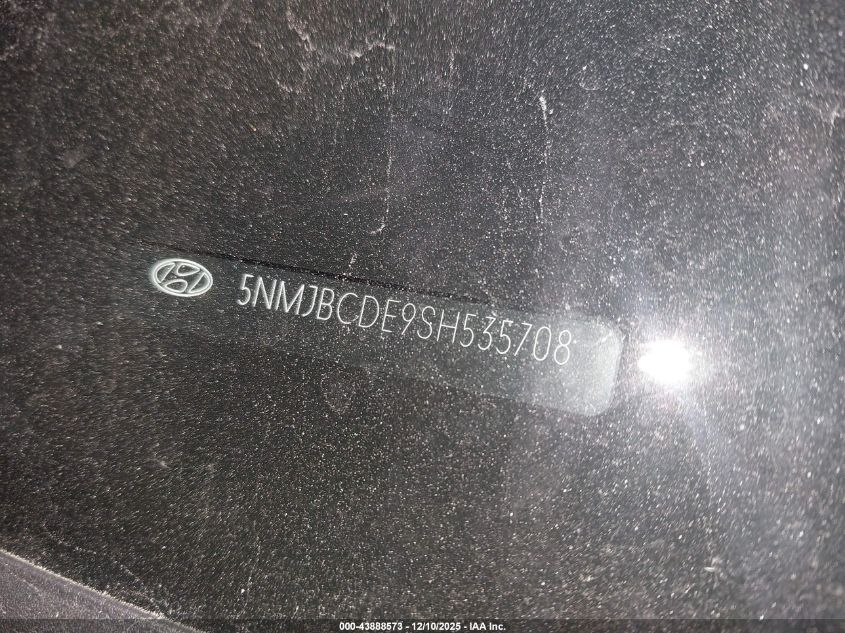 5NMJBCDE9SH535708
000-43888573 - 12/10/2025 - IAA Inc.